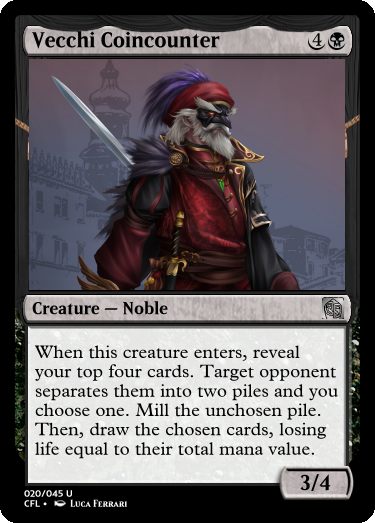 Vecchi Coincounter 4
Creature — Noble
When this creature enters, reveal
your top four cards. Target opponent
separates them into two piles and you
choose one. Mill the unchosen pile.
Then, draw the chosen cards, losing
life equal to their total mana value.
3/4
020/045 U
CFL • Luca Ferrari